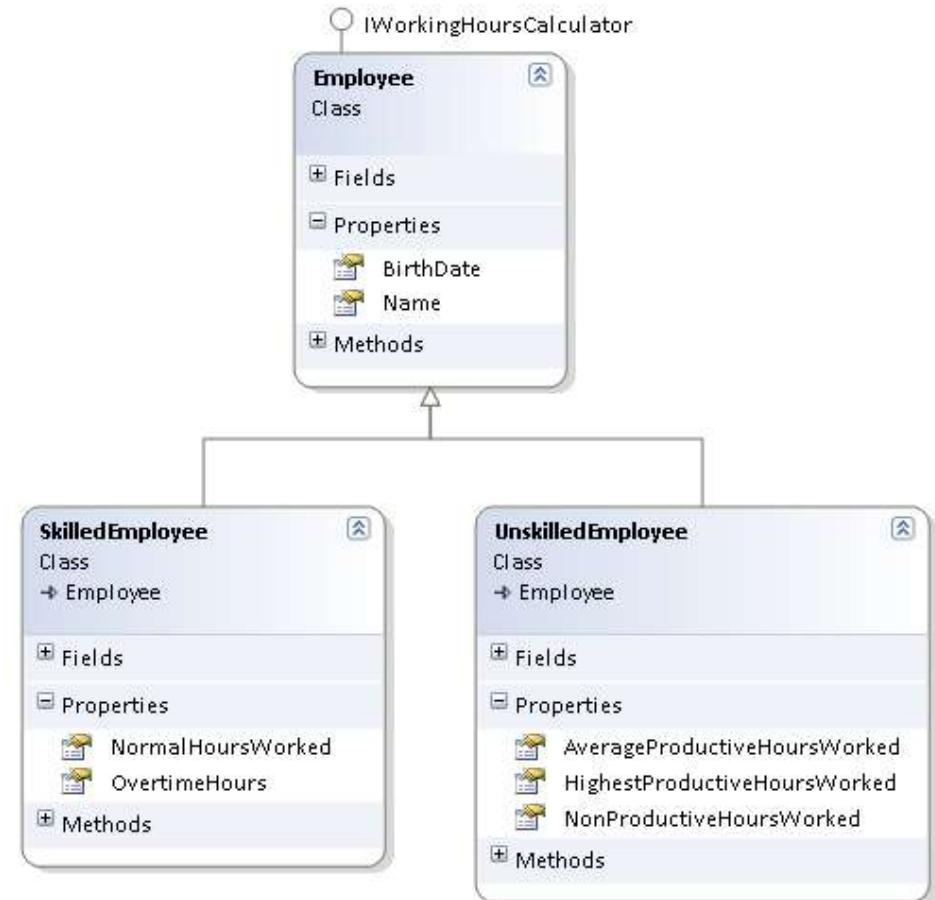 IWorkingHoursCalculator
Employee
Class
Fields
Properties
BirthDate
Name
Methods
SkilledEmployee
Class
Employee
Fields
Properties
NormalHoursWorked
OvertimeHours
Methods
UnskilledEmployee
Class
Employee
Fields
Properties
AverageProductiveHoursWorked
HighestProductiveHoursWorked
NonProductiveHoursWorked
Methods